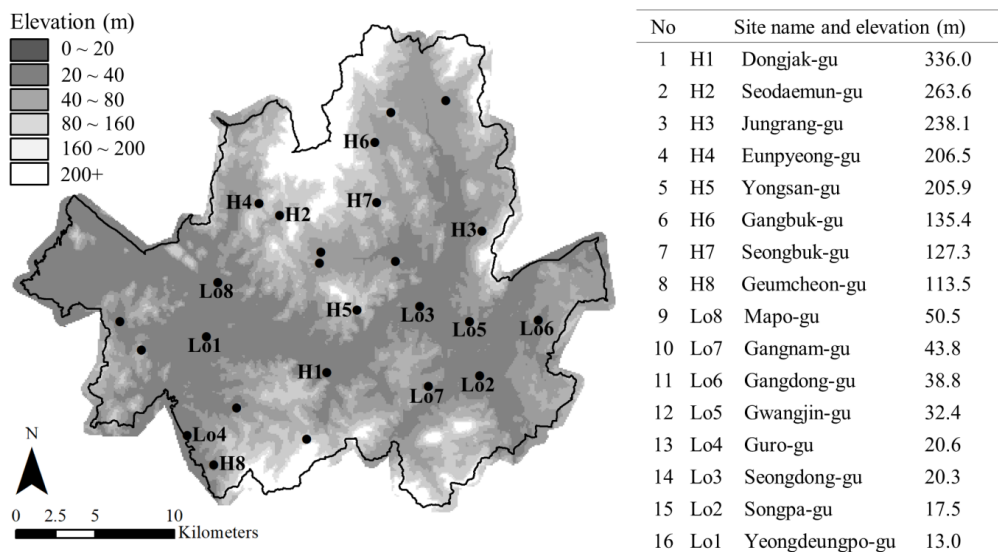 Elevation (m)
0 ~ 20
20 ~ 40
40 ~ 80
80 ~ 160
160 ~ 200
200+
H6
H4
H2
H7
H3
Lo8
H5
Lo3
Lo5
Lo6
Lo1
H1
Lo7
Lo2
Lo4
H8
N
0 2.5 5 10
Kilometers
No Site name and elevation (m)
1 H1 Dongjak-gu 336.0
2 H2 Seodaemun-gu 263.6
3 H3 Jungrang-gu 238.1
4 H4 Eunpyeong-gu 206.5
5 H5 Yongsan-gu 205.9
6 H6 Gangbuk-gu 135.4
7 H7 Seongbuk-gu 127.3
8 H8 Geumcheon-gu 113.5
9 Lo8 Mapo-gu 50.5
10 Lo7 Gangnam-gu 43.8
11 Lo6 Gangdong-gu 38.8
12 Lo5 Gwangjin-gu 32.4
13 Lo4 Guro-gu 20.6
14 Lo3 Seongdong-gu 20.3
15 Lo2 Songpa-gu 17.5
16 Lo1 Yeongdeungpo-gu 13.0